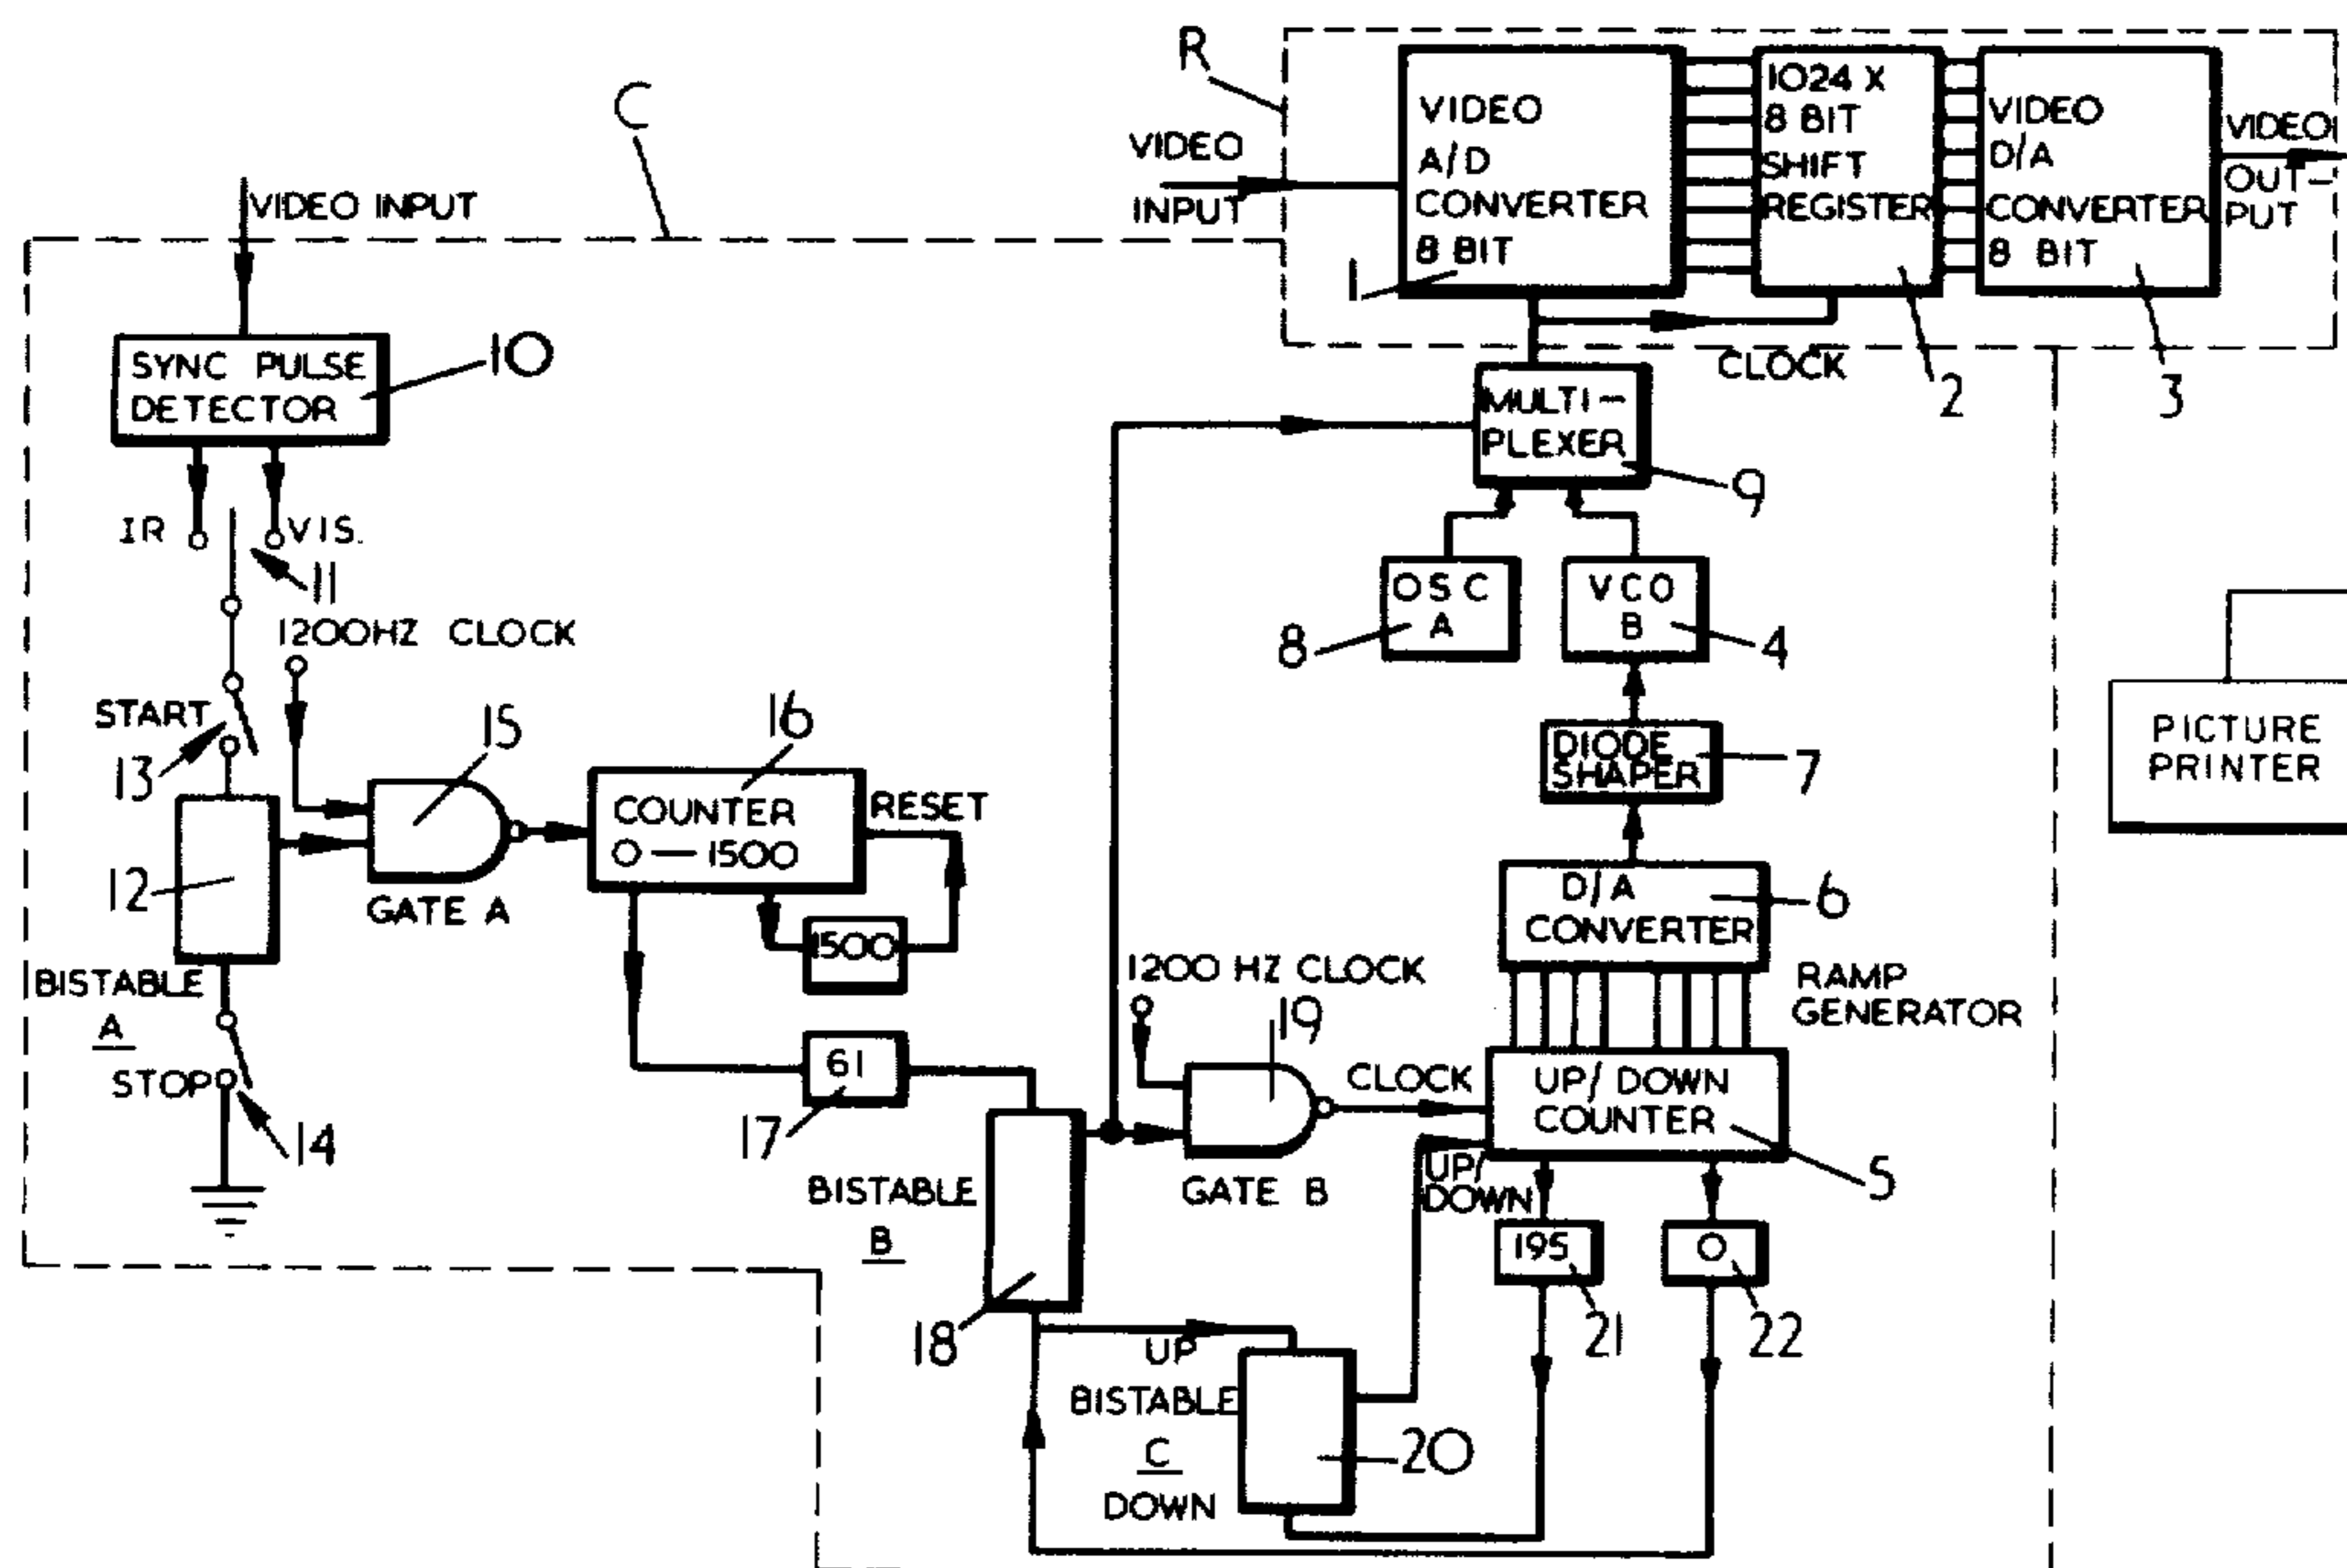 R
C
VIDEO
INPUT
VIDEO
A/D
CONVERTER
8 BIT
1024 X
8 BIT
SHIFT
REGISTER
VIDEO
D/A
CONVERTER
8 BIT
VIDEO
OUT-
PUT
1
2
3
VIDEO INPUT
SYNC PULSE
DETECTOR
10
IR
VIS.
11
CLOCK
MULTI-
PLEXER
9
OSC
A
8
VCO
B
4
1200HZ CLOCK
START
13
DIODE
SHAPER
7
PICTURE
PRINTER
15
16
COUNTER
0 — 1500
RESET
12
GATE A
1500
D/A
CONVERTER
6
BISTABLE
A
STOP
14
1200 HZ CLOCK
19
RAMP
GENERATOR
61
17
CLOCK
UP/ DOWN
COUNTER
5
BISTABLE
B
GATE B
UP/
DOWN
195
0
18
21
22
UP
BISTABLE
C
DOWN
20